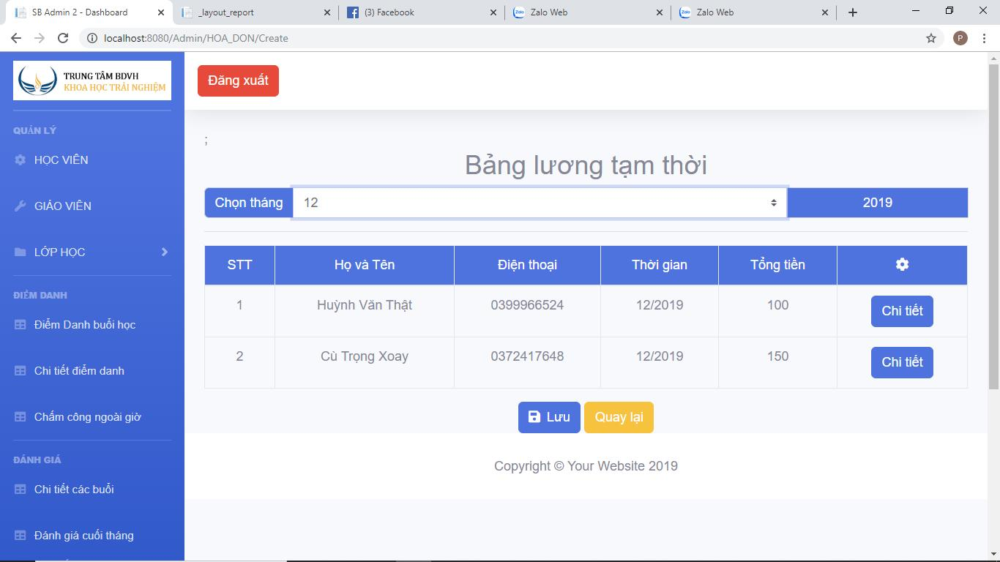 SB Admin 2 - Dashboard
_layout_report
(3) Facebook
Zalo Web
Zalo Web
localhost:8080/Admin/HOA_DON/Create
P
TRUNG TÂM BDVH
KHOA HỌC TRẢI NGHIỆM
QUẢN LÝ
HỌC VIÊN
GIÁO VIÊN
LỚP HỌC
ĐIỂM DANH
Điểm Danh buổi học
Chi tiết điểm danh
Chấm công ngoài giờ
ĐÁNH GIÁ
Chi tiết các buổi
Đánh giá cuối tháng
Đăng xuất
;
Bảng lương tạm thời
Chọn tháng 12 2019
STT Họ và Tên Điện thoại Thời gian Tổng tiền
1 Huỳnh Văn Thật 0399966524 12/2019 100 Chi tiết
2 Cù Trọng Xoay 0372417648 12/2019 150 Chi tiết
Lưu Quay lại
Copyright © Your Website 2019